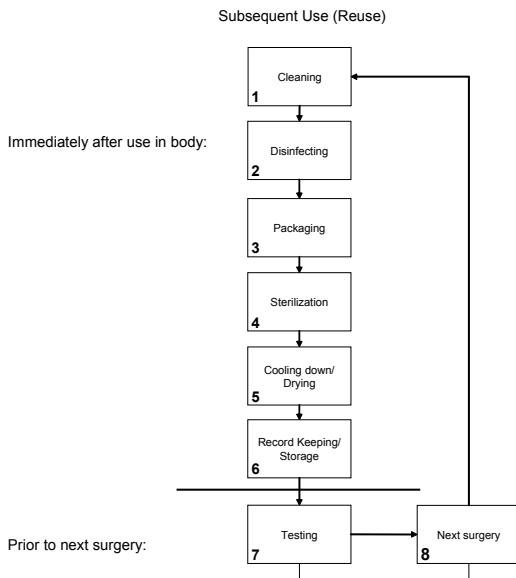 Subsequent Use (Reuse)
Cleaning
1
Immediately after use in body:
Disinfecting
2
Packaging
3
Sterilization
4
Cooling down/
Drying
5
Record Keeping/
Storage
6
Prior to next surgery:
Testing
7
Next surgery
8